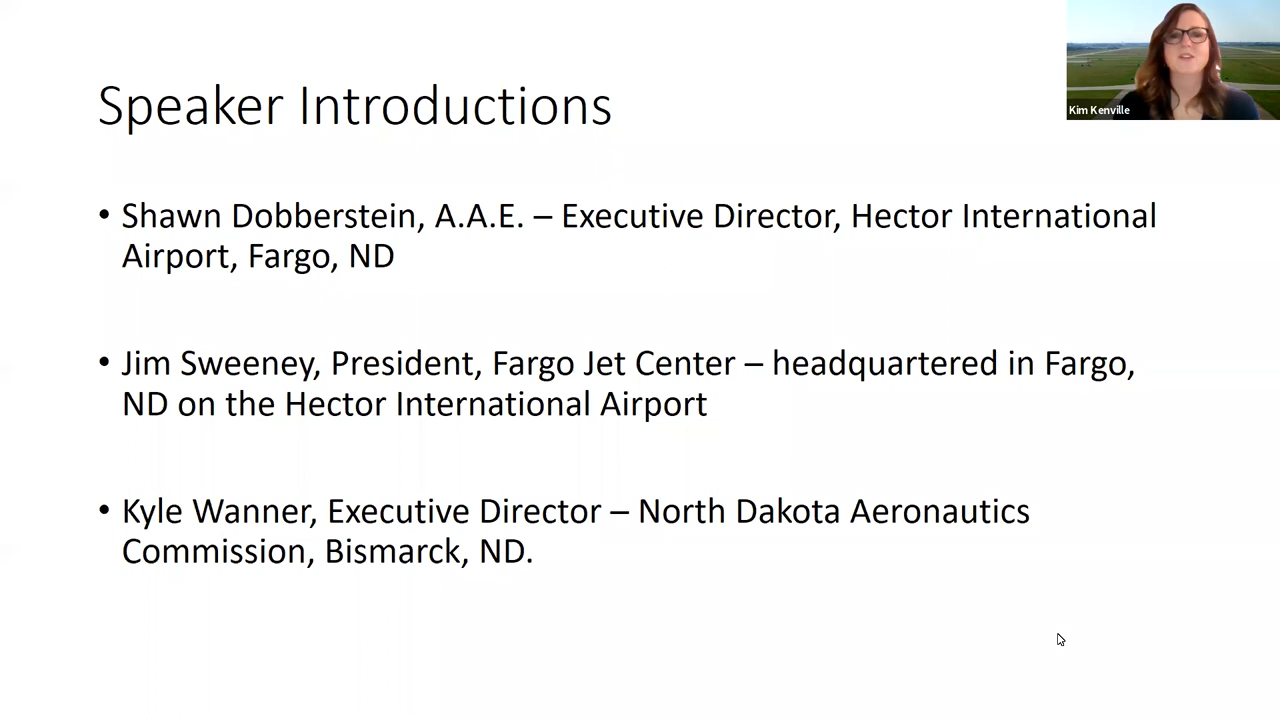 Speaker Introductions
Kim Kenville
• Shawn Dobberstein, A.A.E. – Executive Director, Hector International
Airport, Fargo, ND
• Jim Sweeney, President, Fargo Jet Center – headquartered in Fargo,
ND on the Hector International Airport
• Kyle Wanner, Executive Director – North Dakota Aeronautics
Commission, Bismarck, ND.